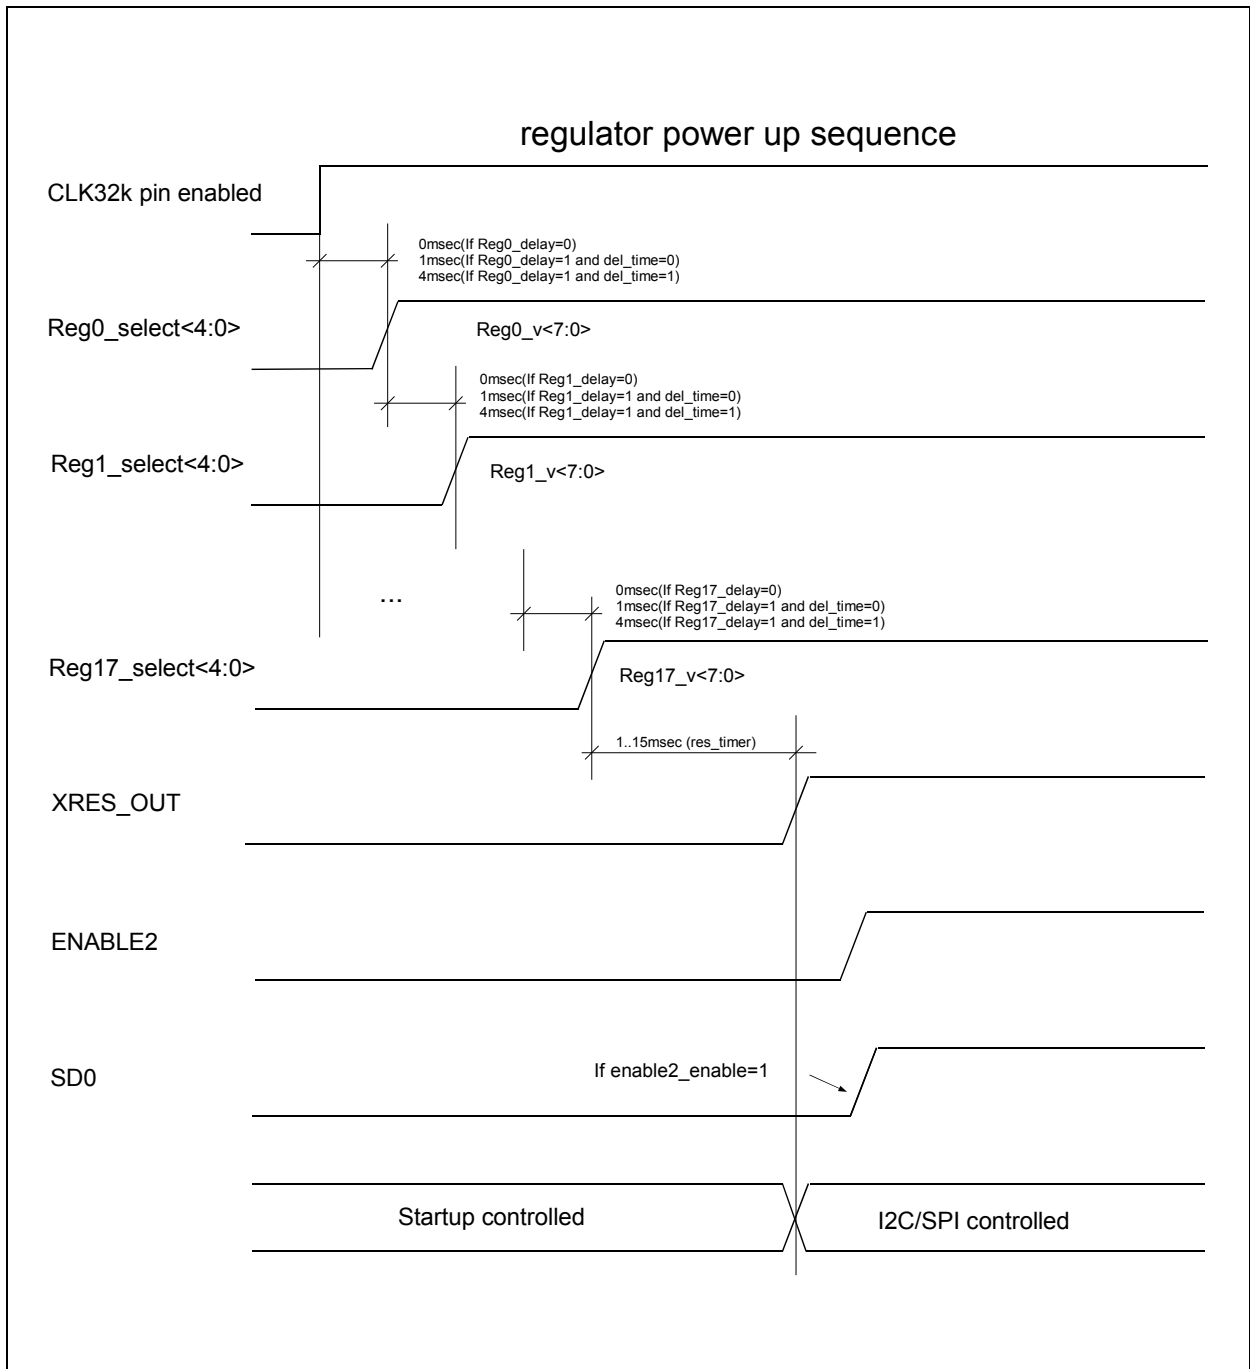 regulator power up sequence
CLK32k pin enabled
0msec(If Reg0_delay=0)
1msec(If Reg0_delay=1 and del_time=0)
4msec(If Reg0_delay=1 and del_time=1)
Reg0_select<4:0>
Reg0_v<7:0>
0msec(If Reg1_delay=0)
1msec(If Reg1_delay=1 and del_time=0)
4msec(If Reg1_delay=1 and del_time=1)
Reg1_select<4:0>
Reg1_v<7:0>
...
0msec(If Reg17_delay=0)
1msec(If Reg17_delay=1 and del_time=0)
4msec(If Reg17_delay=1 and del_time=1)
Reg17_select<4:0>
Reg17_v<7:0>
1..15msec (res_timer)
XRES_OUT
ENABLE2
If enable2_enable=1
SD0
Startup controlled
I2C/SPI controlled